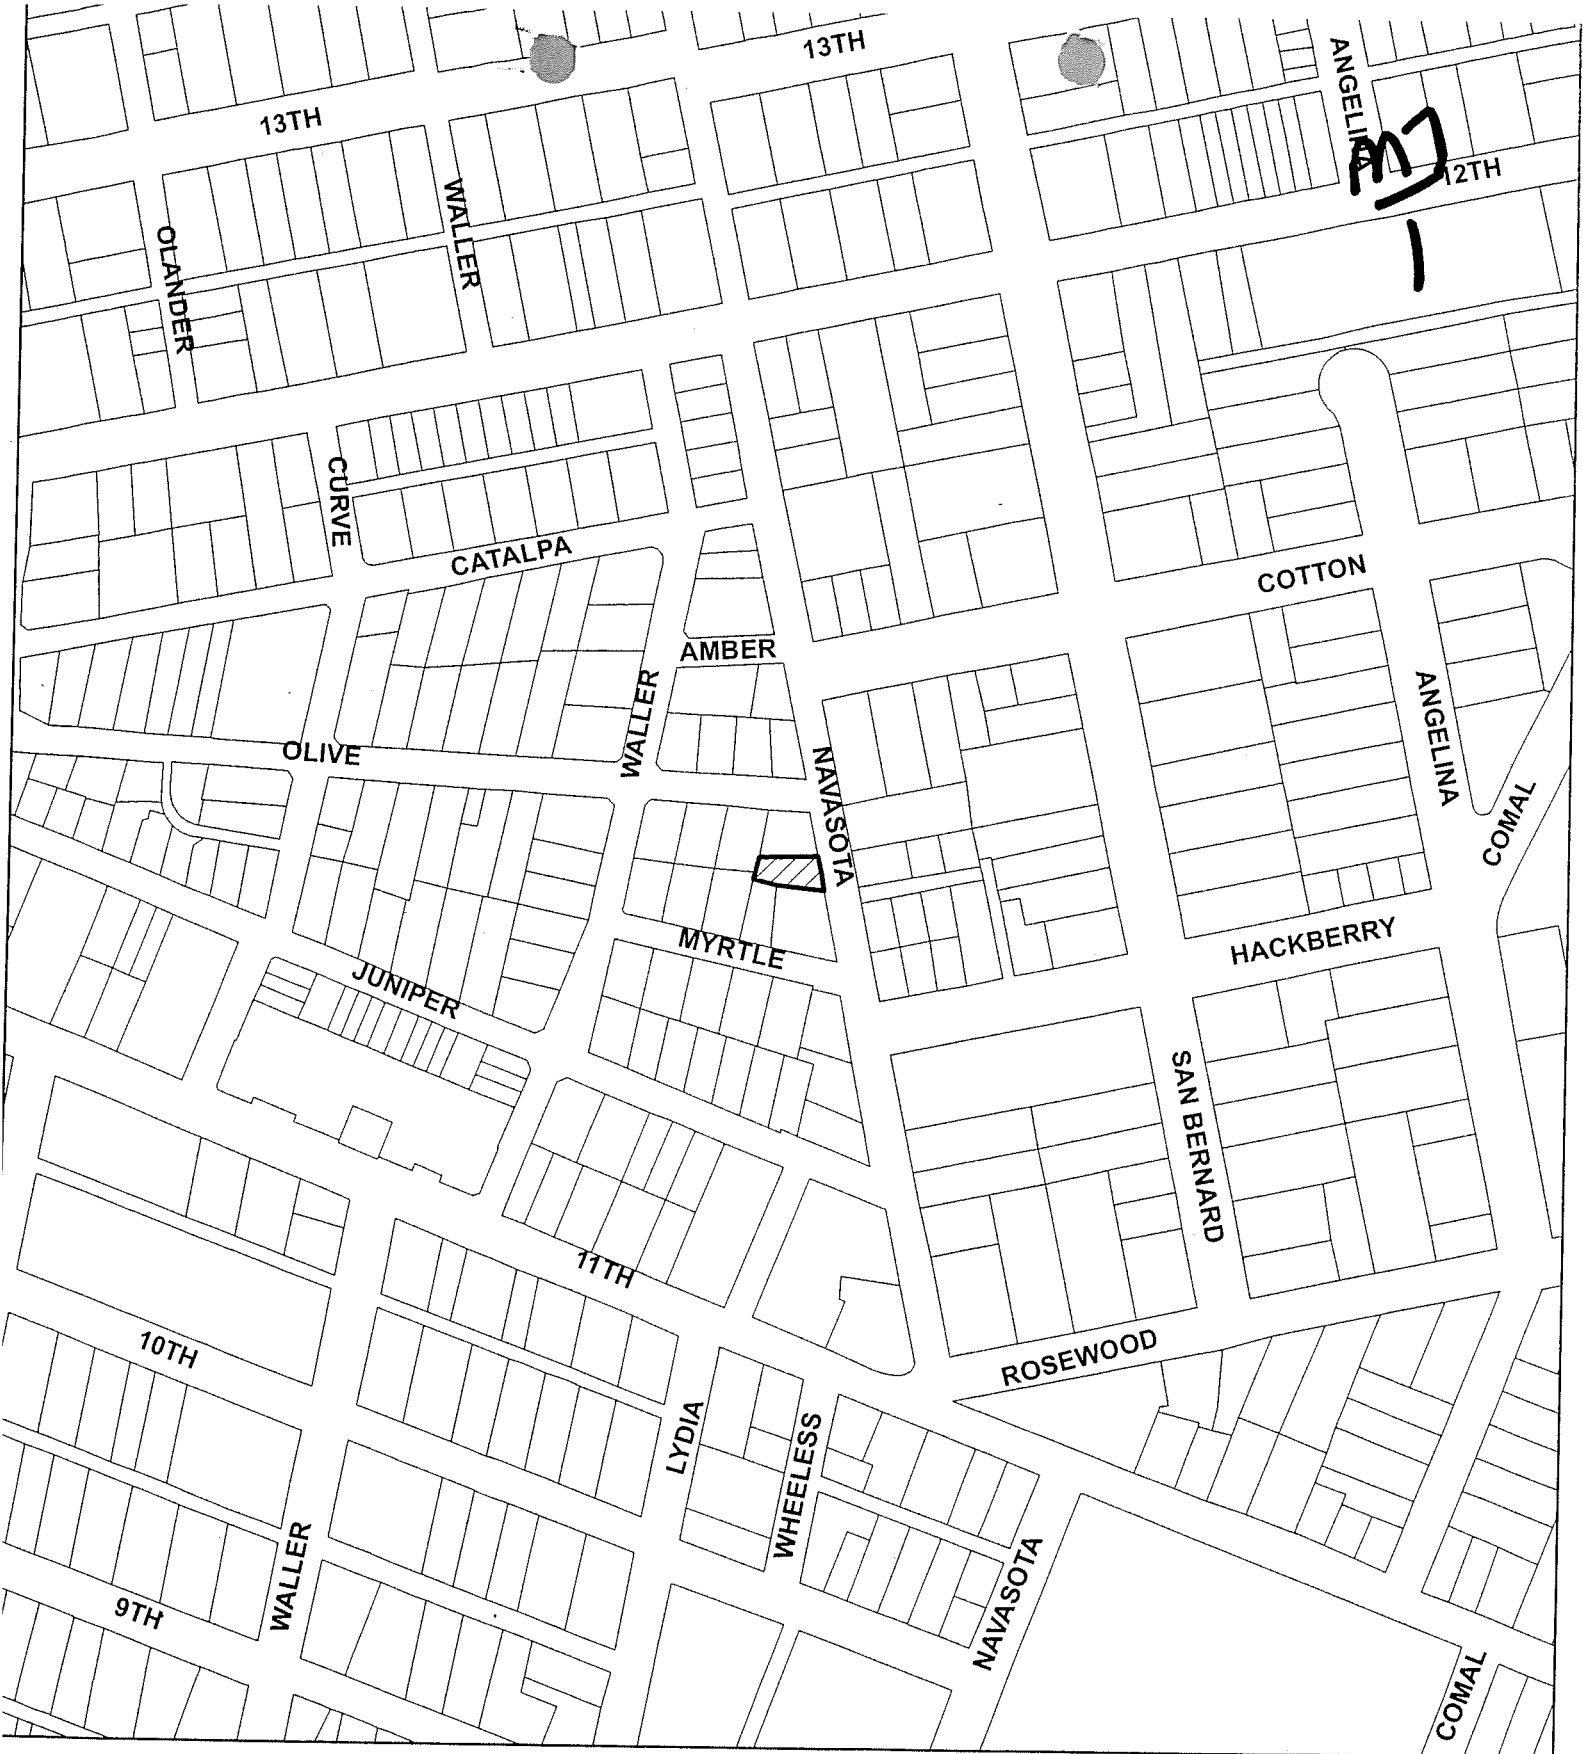 13TH
ANGELINA
13TH
12TH
WALLER
OLANDER
CURVE
CATALPA
COTTON
AMBER
WALLER
ANGELINA
OLIVE
NAVASOTA
COMAL
MYRTLE
HACKBERRY
JUNIPER
SAN BERNARD
11TH
10TH
ROSEWOOD
LYDIA
WHEELESS
WALLER
NAVASOTA
9TH
COMAL